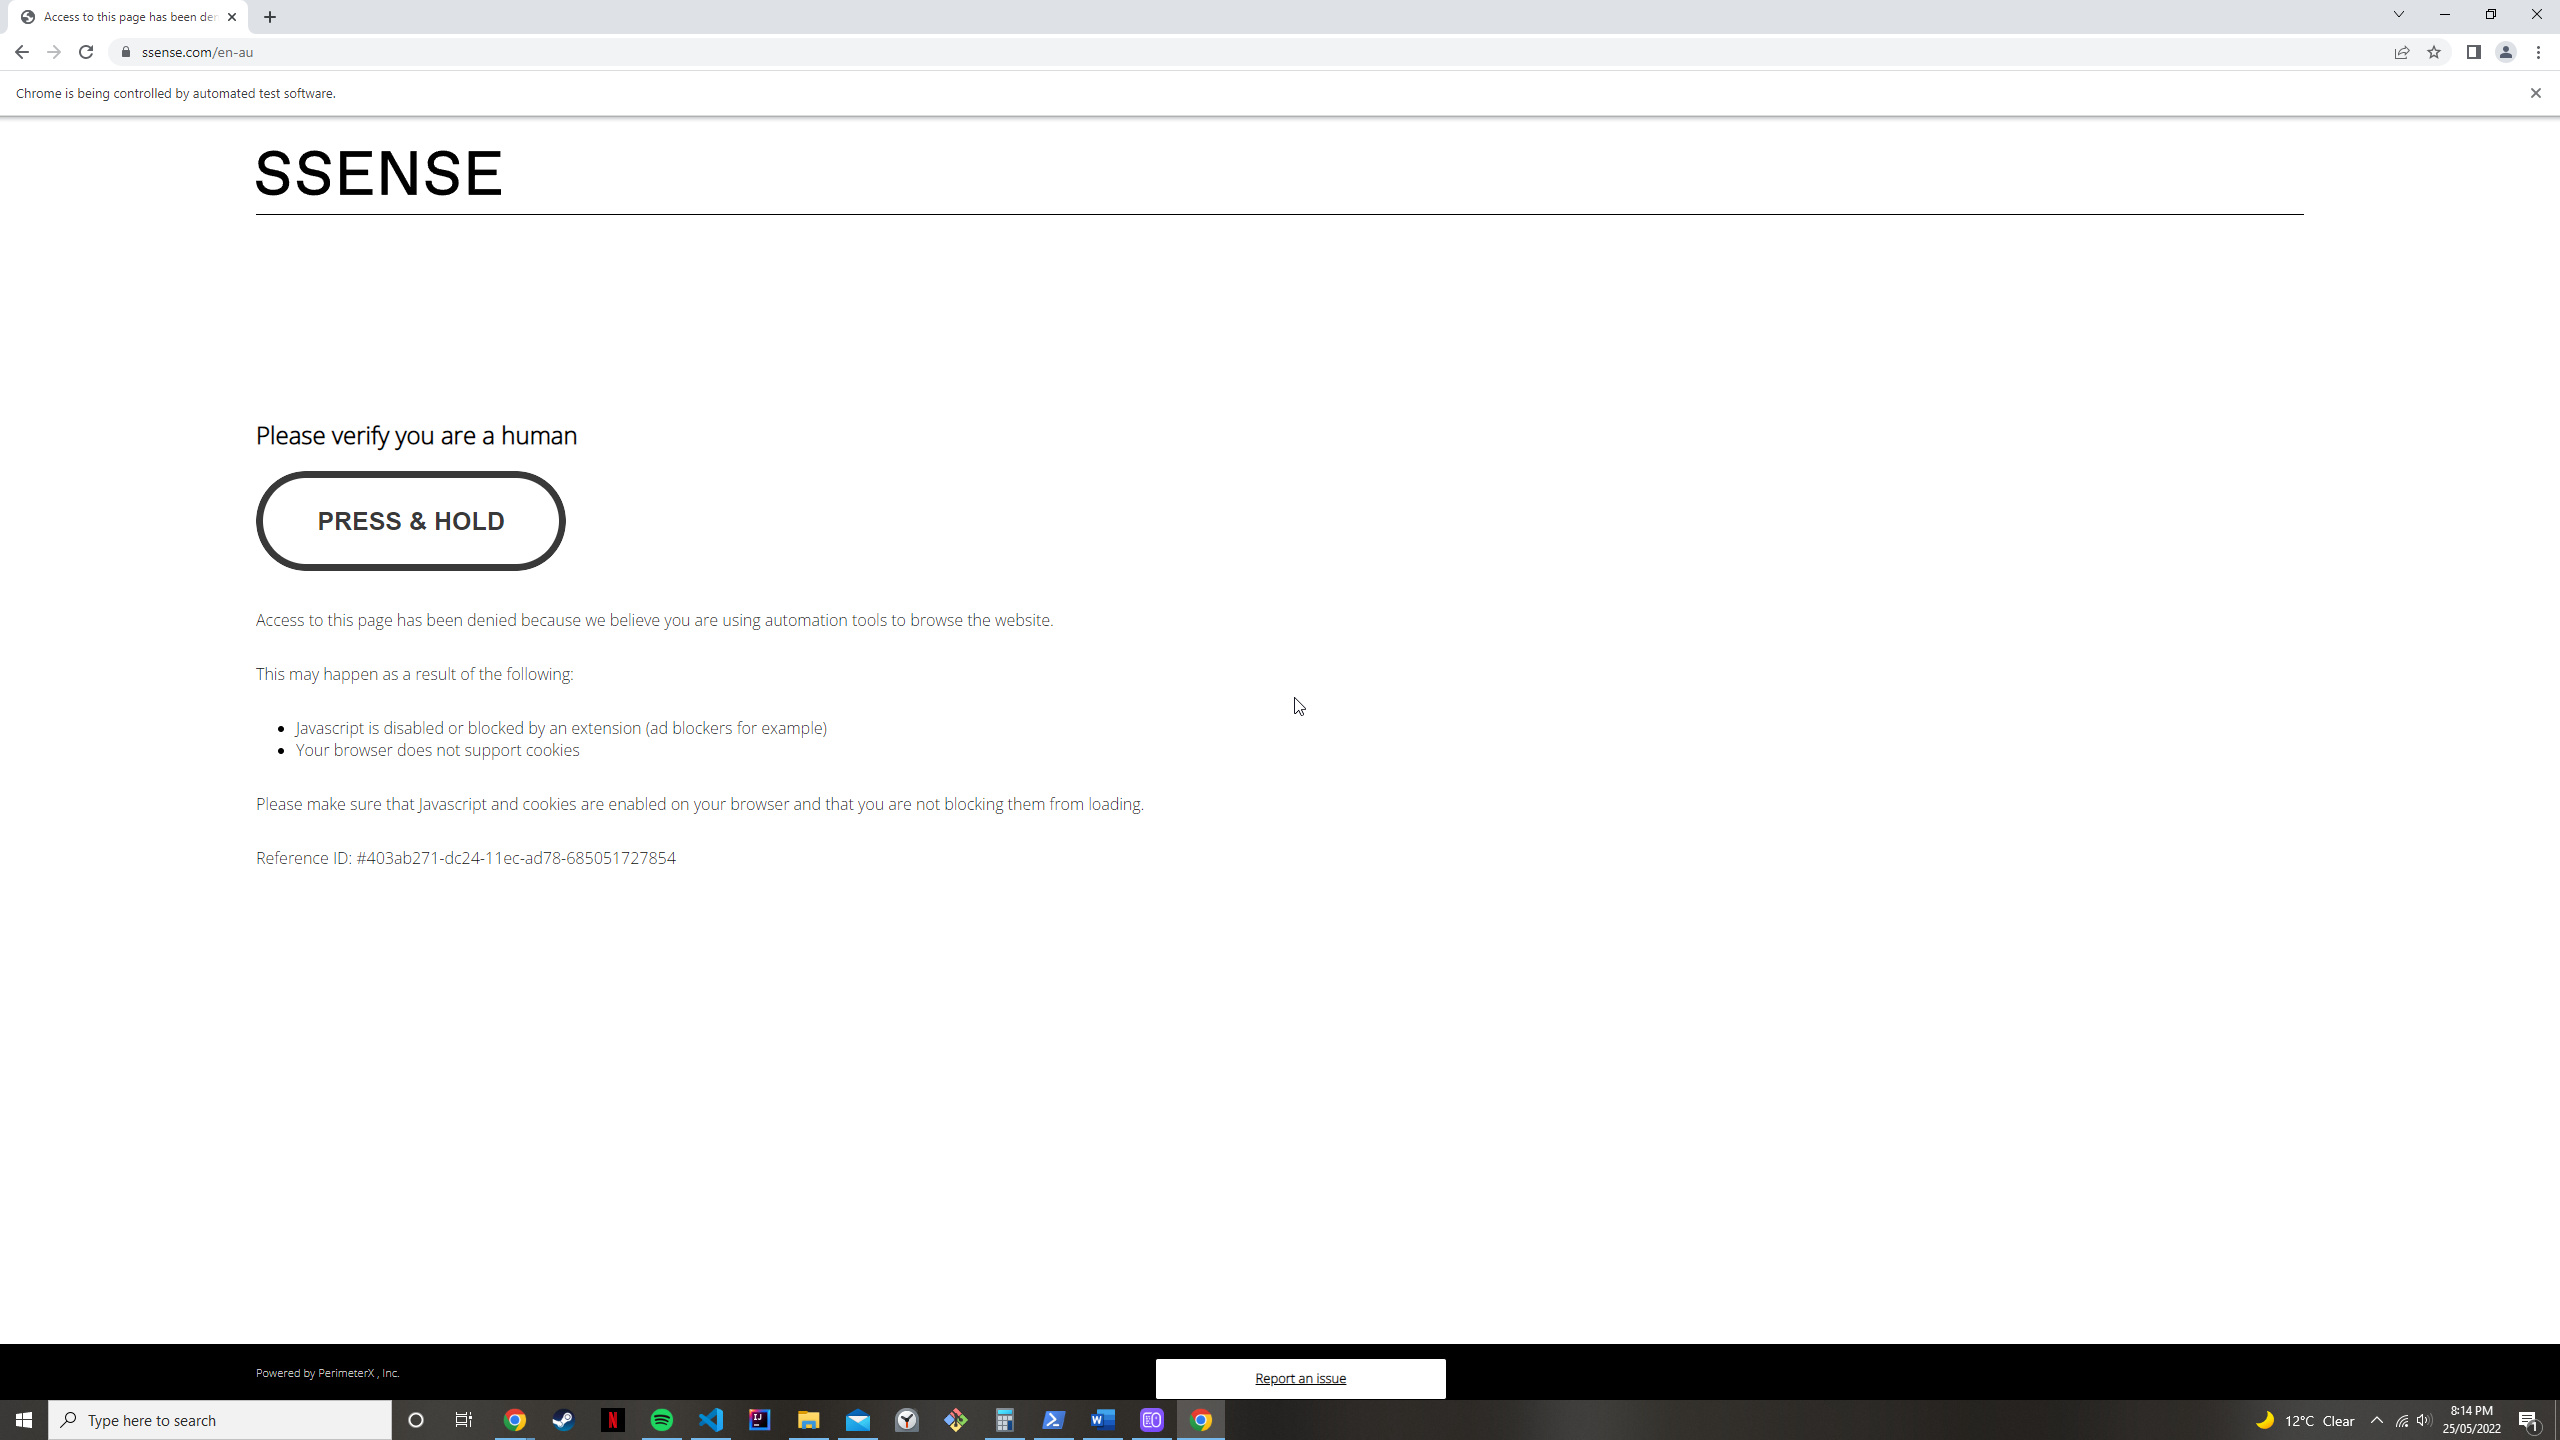 Access to this page has been der
ssense.com/en-au
Chrome is being controlled by automated test software.
SSENSE
Please verify you are a human
PRESS & HOLD
Access to this page has been denied because we believe you are using automation tools to browse the website.
This may happen as a result of the following:
Javascript is disabled or blocked by an extension (ad blockers for example)
Your browser does not support cookies
Please make sure that Javascript and cookies are enabled on your browser and that you are not blocking them from loading.
Reference ID: #403ab271-dc24-11ec-ad78-685051727854
Powered by PerimeterX , Inc.
Report an issue
Type here to search
12°C Clear
8:14 PM
25/05/2022
1